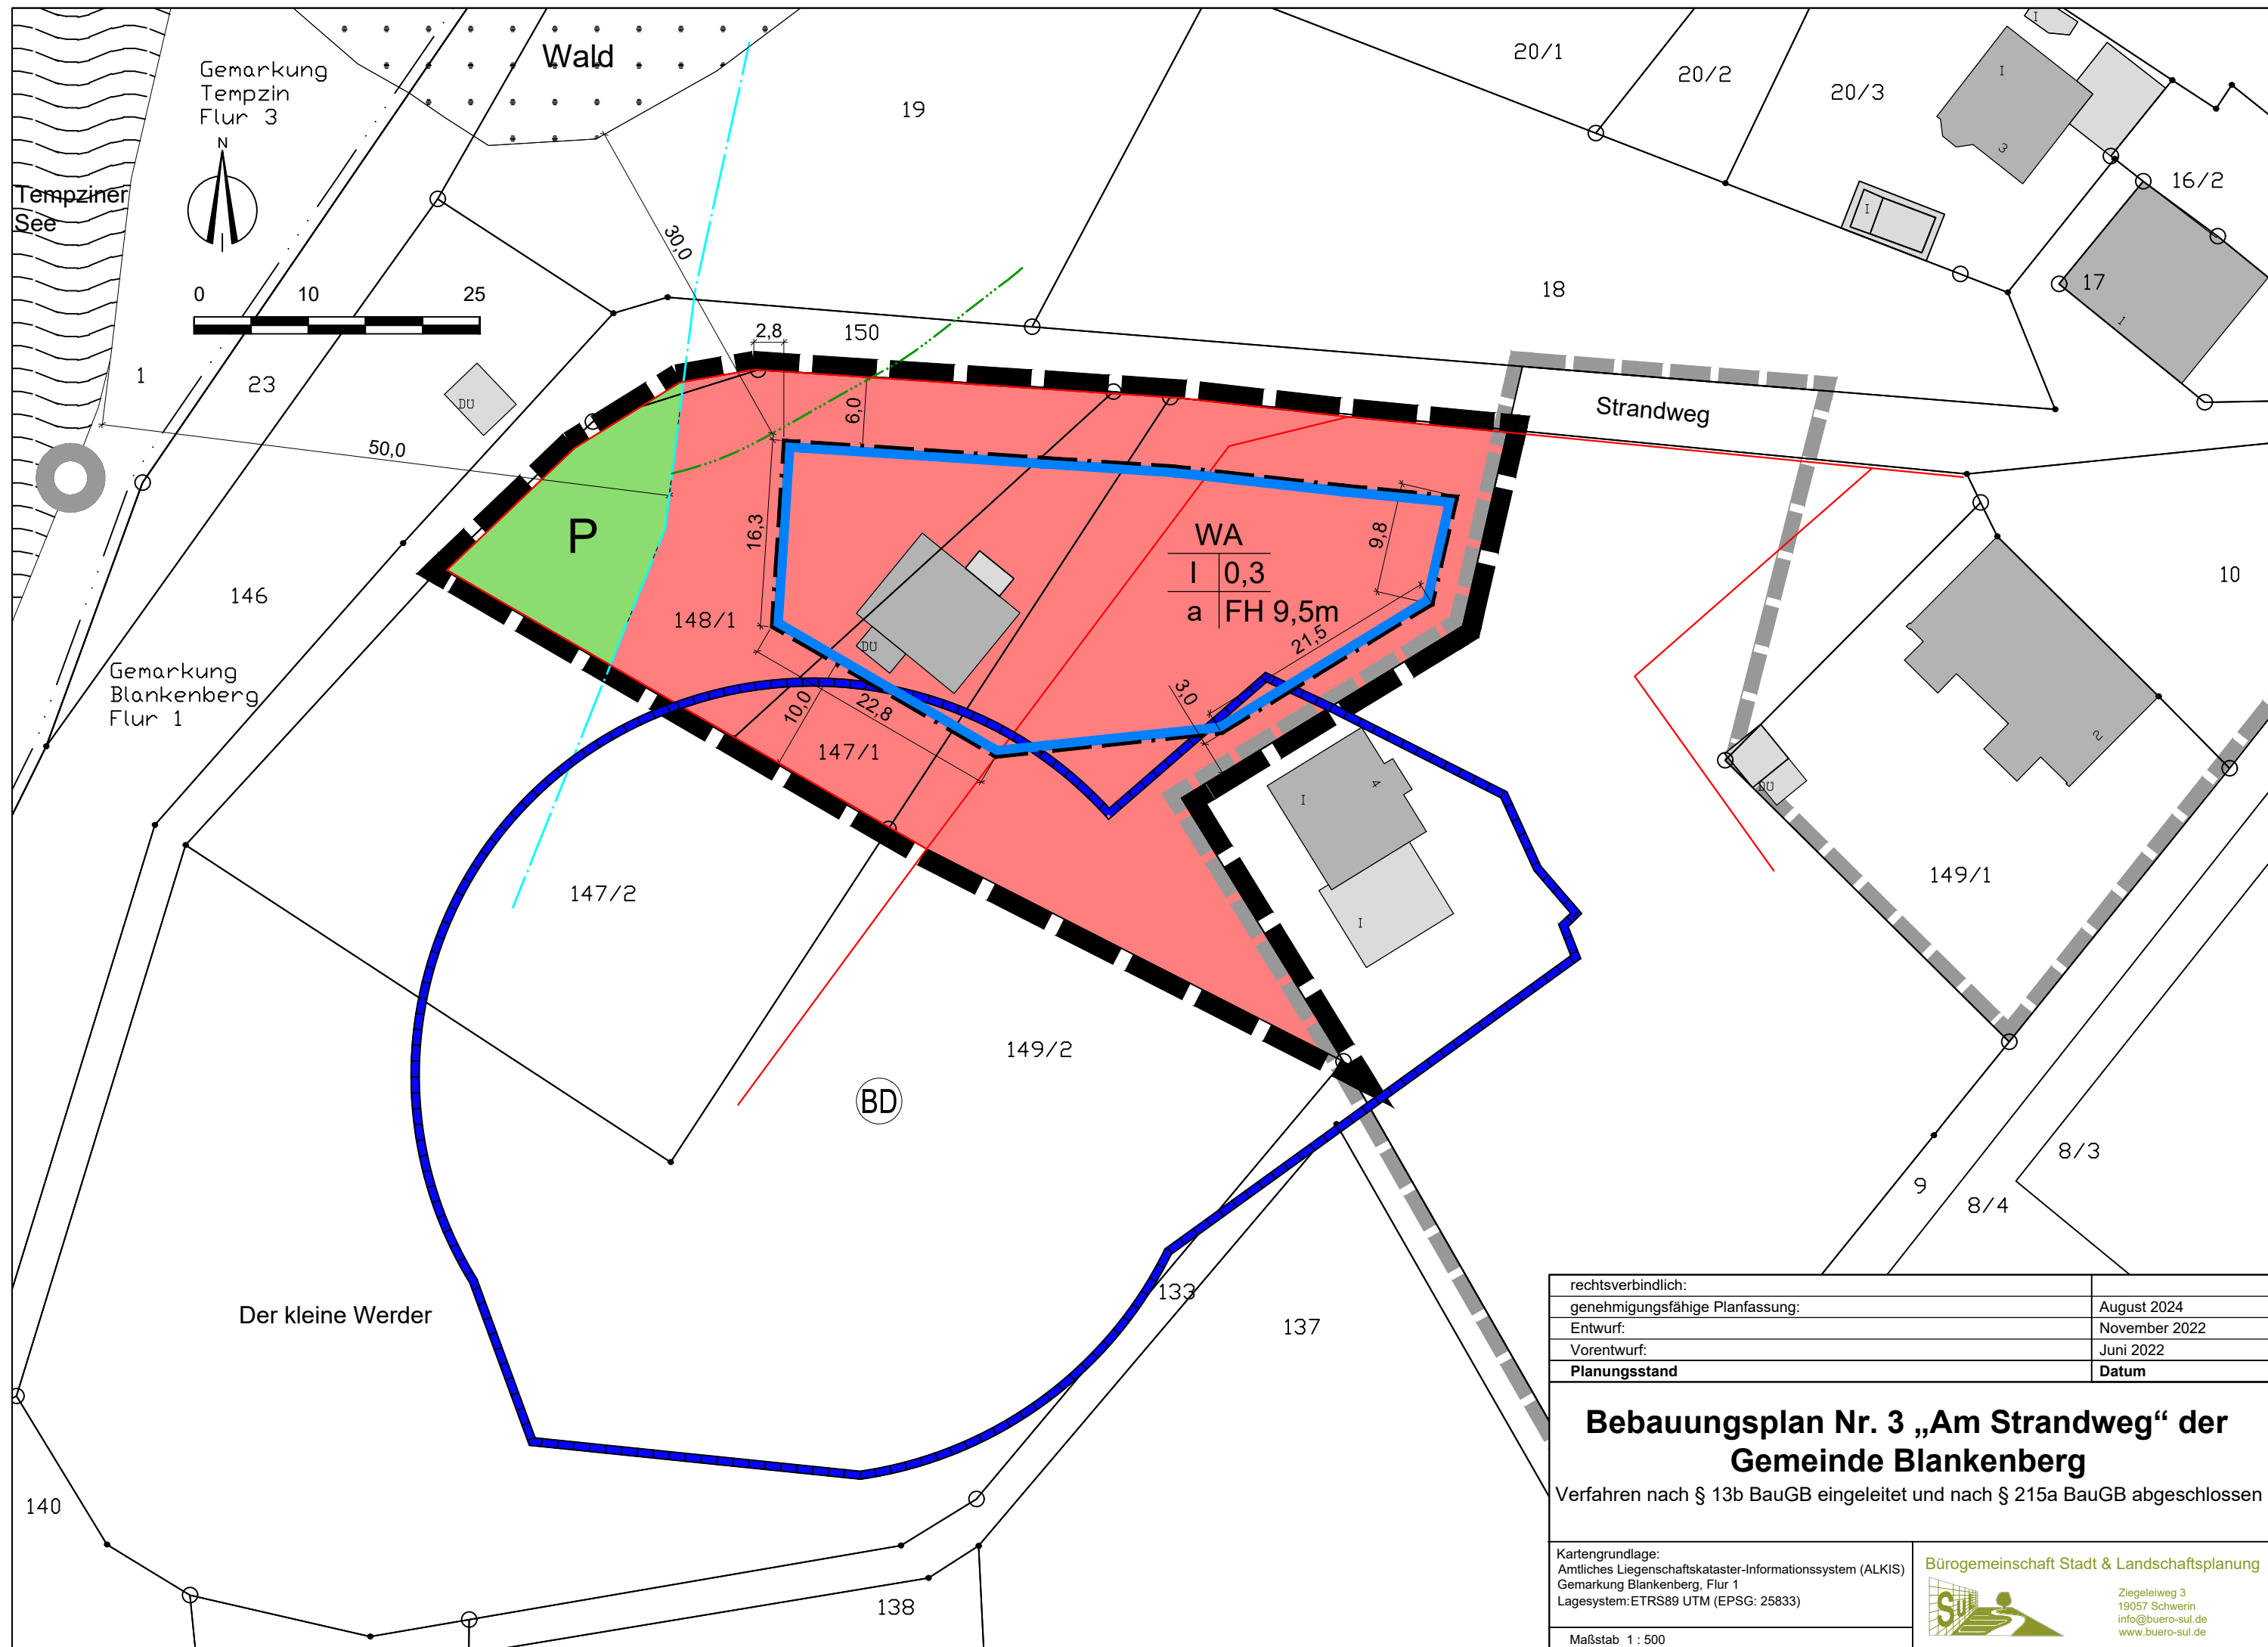 Wald
Gemarkung
Tempzin
Flur 3
N
Tempziner
See
0 10 25
19
20/1
20/2
20/3
I
I
3
I
16/2
17
1
18
30,0
2,8
150
Strandweg
1
23
DU
50,0
6,0
P
16,3
WA
I 0,3
a FH 9,5m
9,8
21,5
146
148/1
DU
10,0
22,8
3,0
147/1
Gemarkung
Blankenberg
Flur 1
10
2
I
4
I
DU
149/1
147/2
149/2
BD
8/3
9
8/4
133
137
Der kleine Werder
140
138
rechtsverbindlich:
genehmigungsfähige Planfassung: August 2024
Entwurf: November 2022
Vorentwurf: Juni 2022
Planungsstand Datum
Bebauungsplan Nr. 3 „Am Strandweg“ der
Gemeinde Blankenberg
Verfahren nach § 13b BauGB eingeleitet und nach § 215a BauGB abgeschlossen
Kartengrundlage:
Amtliches Liegenschaftskataster-Informationssystem (ALKIS)
Gemarkung Blankenberg, Flur 1
Lagesystem:ETRS89 UTM (EPSG: 25833)
Maßstab 1 : 500
Bürogemeinschaft Stadt & Landschaftsplanung
SuL
Ziegeleiweg 3
19057 Schwerin
info@buero-sul.de
www.buero-sul.de